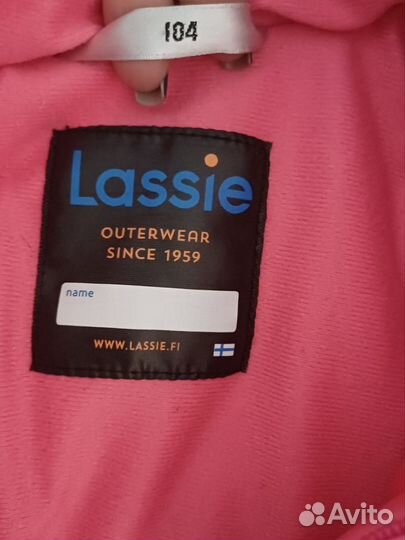 104
Lassie
OUTERWEAR
SINCE 1959
name
WWW.LASSIE.FI
Avito